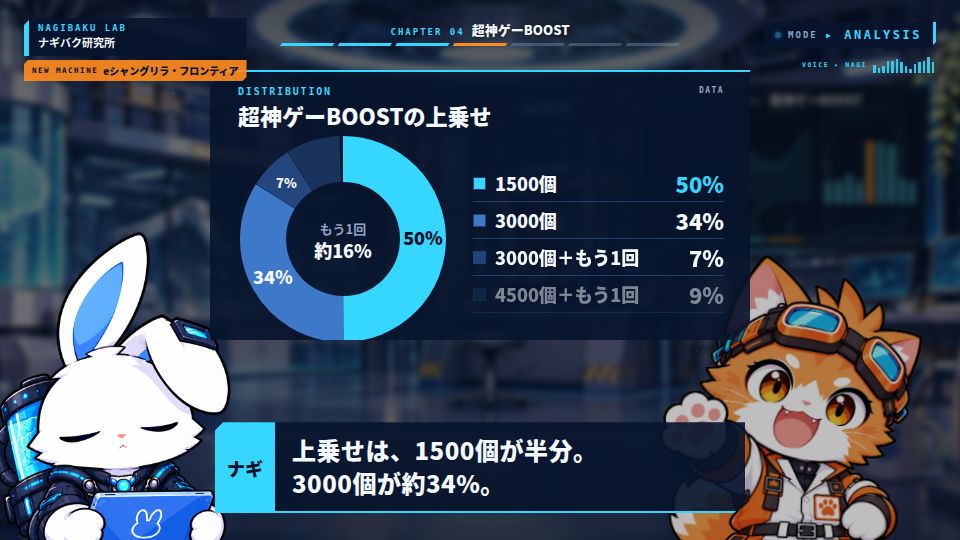 NAGIBAKU LAB
ナギバク研究所
NEW MACHINE eシャングリラ・フロンティア
CHAPTER 04 超神ゲーBOOST
MODE ▸ ANALYSIS
VOICE ▸ NAGI
DISTRIBUTION
DATA
超神ゲーBOOSTの上乗せ
7%
もう1回
約16%
50%
34%
1500個 50%
3000個 34%
3000個＋もう1回 7%
4500個＋もう1回 9%
ナギ
上乗せは、1500個が半分。
3000個が約34%。